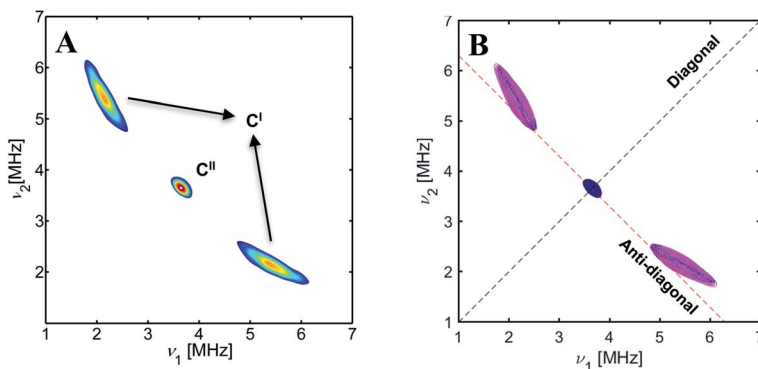 A
7
6
5
4
3
2
1
ν₂[MHz]
Cᴵ
Cᴵᴵ
1 2 3 4 5 6 7
ν₁ [MHz]
B
7
6
5
4
3
2
1
ν₂ [MHz]
Diagonal
Anti-diagonal
1 2 3 4 5 6 7
ν₁ [MHz]